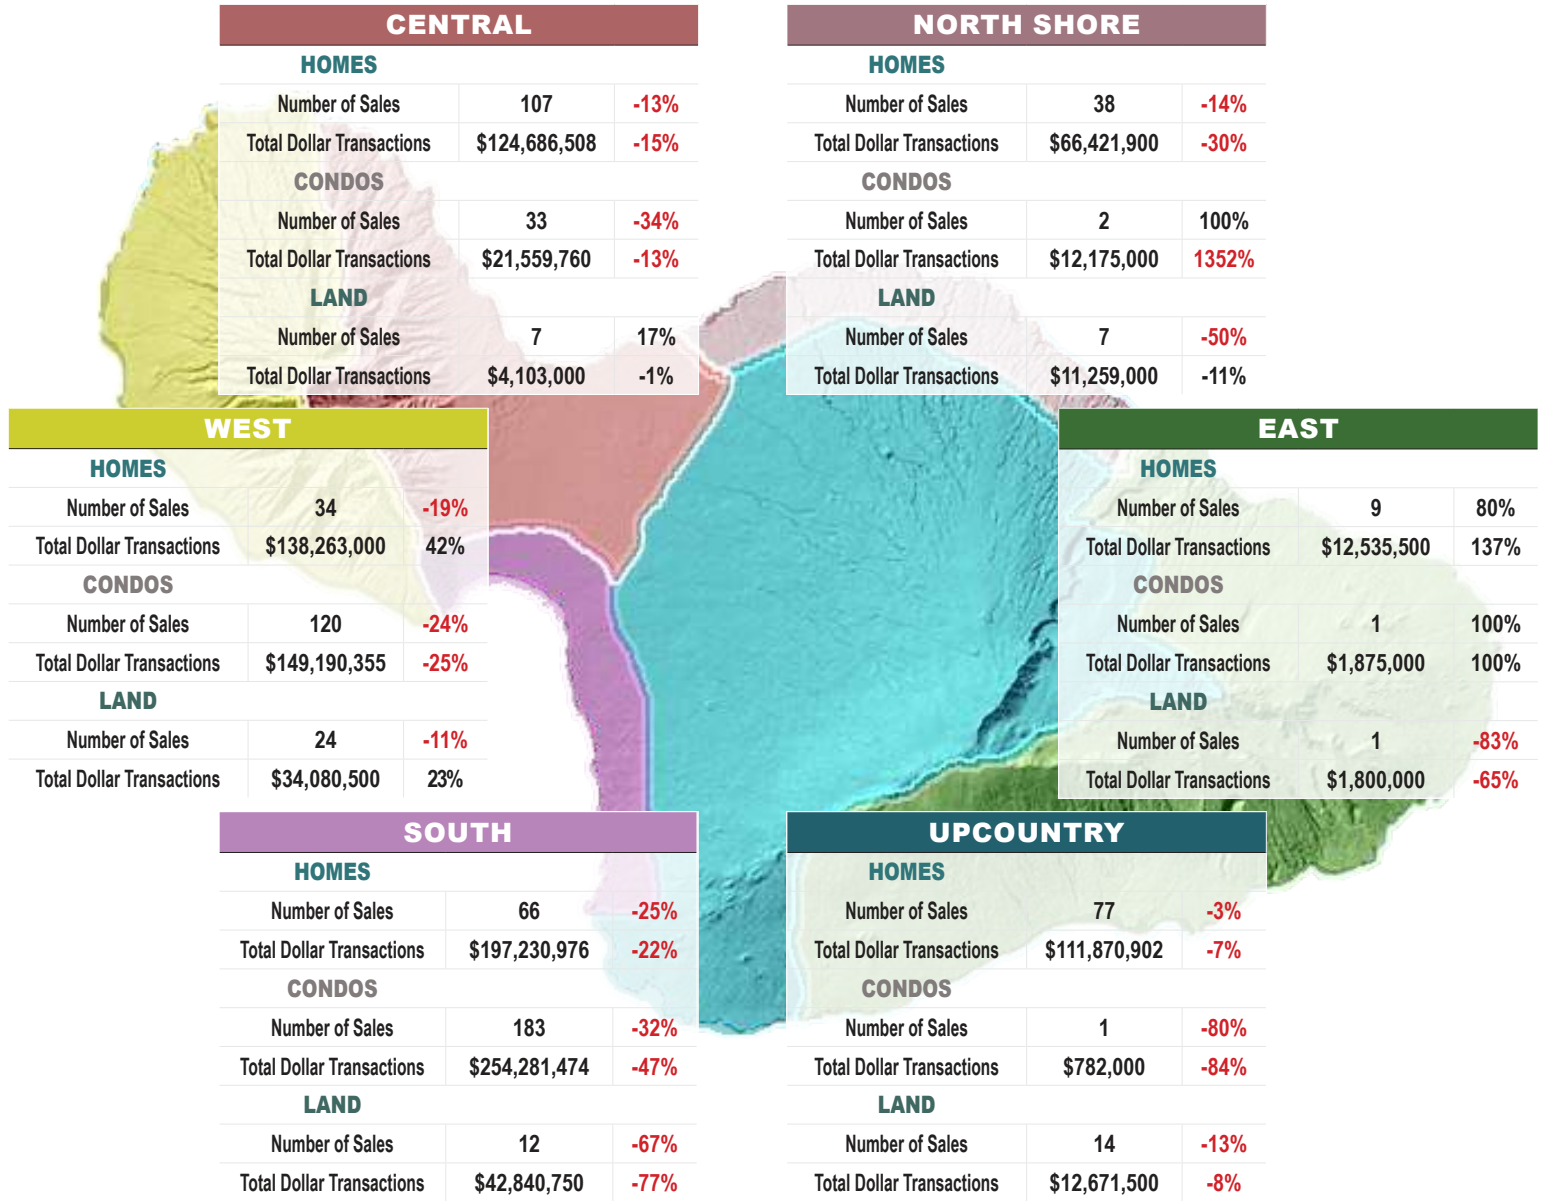 CENTRAL
HOMES
Number of Sales 107 -13%
Total Dollar Transactions $124,686,508 -15%
CONDOS
Number of Sales 33 -34%
Total Dollar Transactions $21,559,760 -13%
LAND
Number of Sales 7 17%
Total Dollar Transactions $4,103,000 -1%
NORTH SHORE
HOMES
Number of Sales 38 -14%
Total Dollar Transactions $66,421,900 -30%
CONDOS
Number of Sales 2 100%
Total Dollar Transactions $12,175,000 1352%
LAND
Number of Sales 7 -50%
Total Dollar Transactions $11,259,000 -11%
WEST
HOMES
Number of Sales 34 -19%
Total Dollar Transactions $138,263,000 42%
CONDOS
Number of Sales 120 -24%
Total Dollar Transactions $149,190,355 -25%
LAND
Number of Sales 24 -11%
Total Dollar Transactions $34,080,500 23%
EAST
HOMES
Number of Sales 9 80%
Total Dollar Transactions $12,535,500 137%
CONDOS
Number of Sales 1 100%
Total Dollar Transactions $1,875,000 100%
LAND
Number of Sales 1 -83%
Total Dollar Transactions $1,800,000 -65%
SOUTH
HOMES
Number of Sales 66 -25%
Total Dollar Transactions $197,230,976 -22%
CONDOS
Number of Sales 183 -32%
Total Dollar Transactions $254,281,474 -47%
LAND
Number of Sales 12 -67%
Total Dollar Transactions $42,840,750 -77%
UPCOUNTRY
HOMES
Number of Sales 77 -3%
Total Dollar Transactions $111,870,902 -7%
CONDOS
Number of Sales 1 -80%
Total Dollar Transactions $782,000 -84%
LAND
Number of Sales 14 -13%
Total Dollar Transactions $12,671,500 -8%